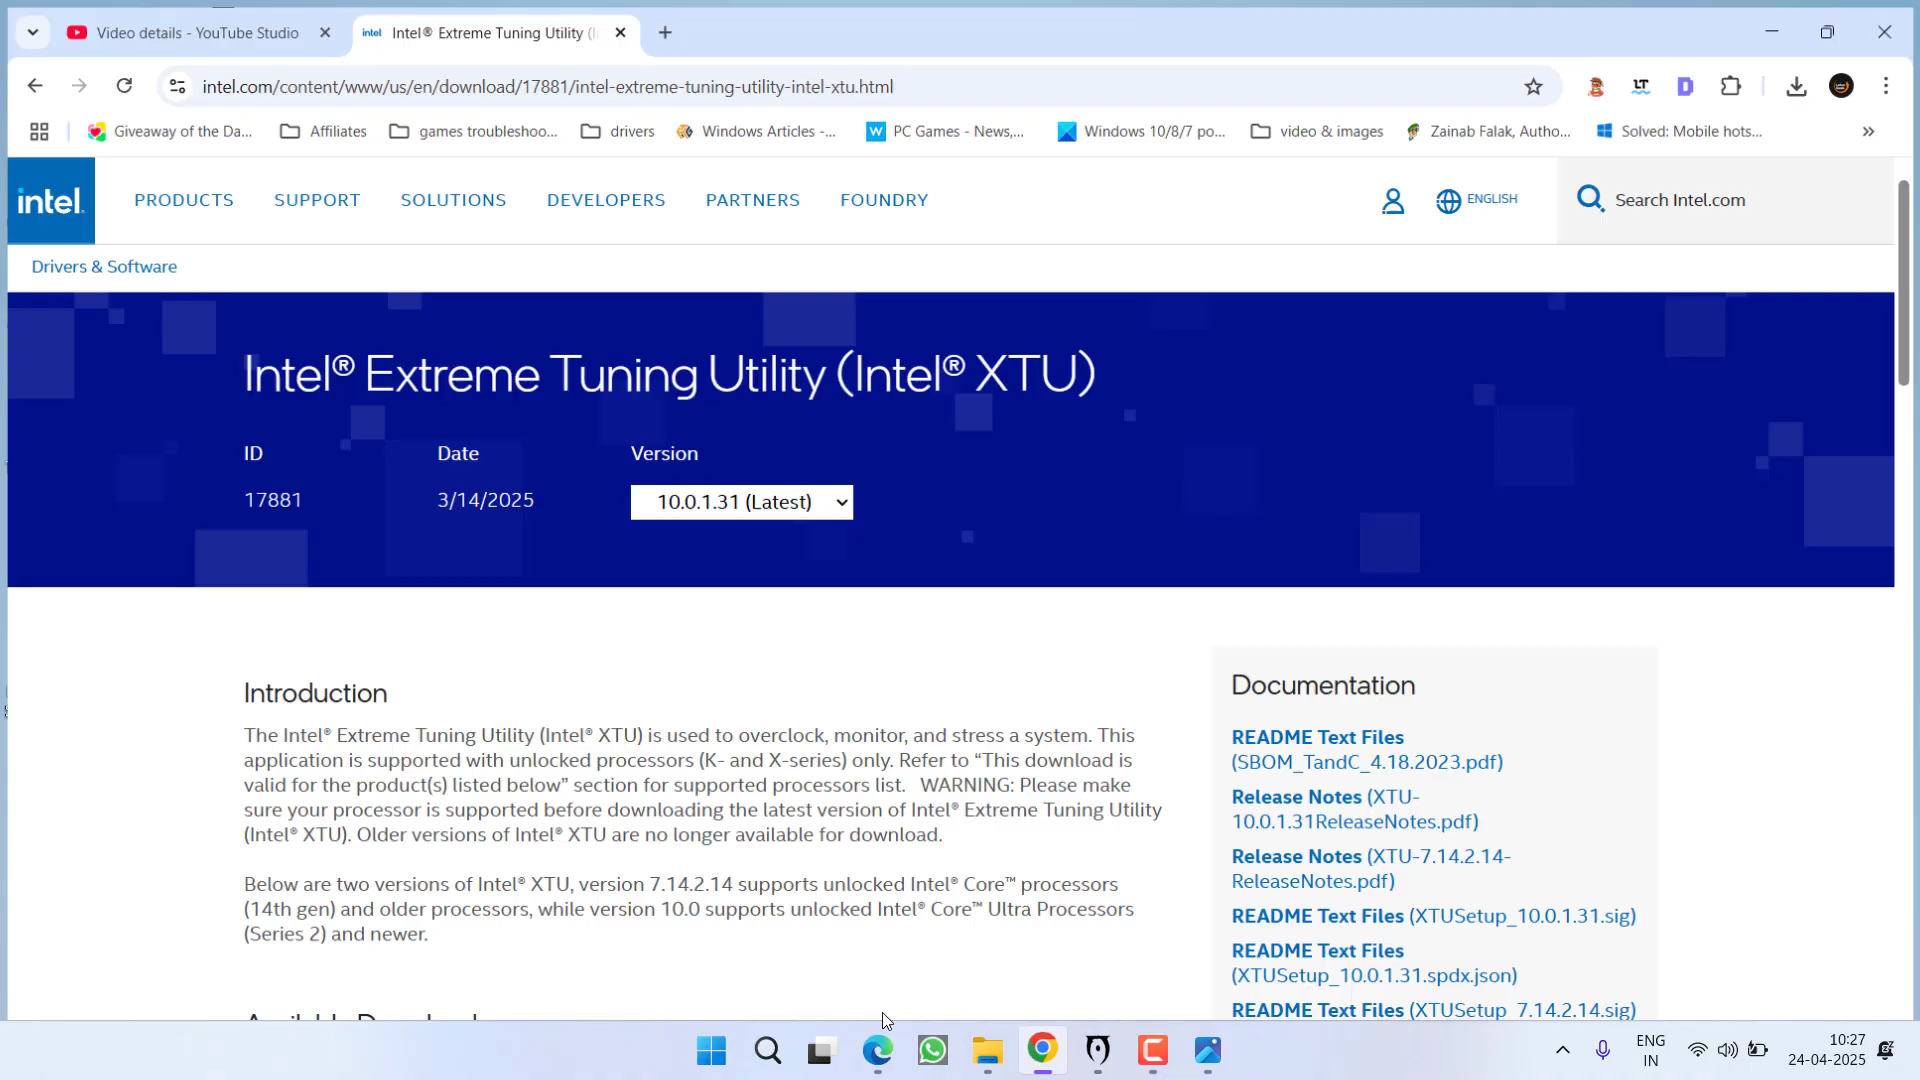 Video details - YouTube Studio
intel Intel® Extreme Tuning Utility (I
intel.com/content/www/us/en/download/17881/intel-extreme-tuning-utility-intel-xtu.html
LT
D
Giveaway of the Da...
Affiliates
games troubleshoo...
drivers
Windows Articles -...
W PC Games - News,...
Windows 10/8/7 po...
video & images
Zainab Falak, Autho...
Solved: Mobile hots...
intel.
PRODUCTS
SUPPORT
SOLUTIONS
DEVELOPERS
PARTNERS
FOUNDRY
ENGLISH
Search Intel.com
Drivers & Software
Intel® Extreme Tuning Utility (Intel® XTU)
ID
Date
Version
17881
3/14/2025
10.0.1.31 (Latest)
Introduction
The Intel® Extreme Tuning Utility (Intel® XTU) is used to overclock, monitor, and stress a system. This
application is supported with unlocked processors (K- and X-series) only. Refer to “This download is
valid for the product(s) listed below” section for supported processors list. WARNING: Please make
sure your processor is supported before downloading the latest version of Intel® Extreme Tuning Utility
(Intel® XTU). Older versions of Intel® XTU are no longer available for download.
Below are two versions of Intel® XTU, version 7.14.2.14 supports unlocked Intel® Core™ processors
(14th gen) and older processors, while version 10.0 supports unlocked Intel® Core™ Ultra Processors
(Series 2) and newer.
Documentation
README Text Files
(SBOM_TandC_4.18.2023.pdf)
Release Notes (XTU-
10.0.1.31ReleaseNotes.pdf)
Release Notes (XTU-7.14.2.14-
ReleaseNotes.pdf)
README Text Files (XTUSetup_10.0.1.31.sig)
README Text Files
(XTUSetup_10.0.1.31.spdx.json)
README Text Files (XTUSetup_7.14.2.14.sig)
ENG
IN
10:27
24-04-2025